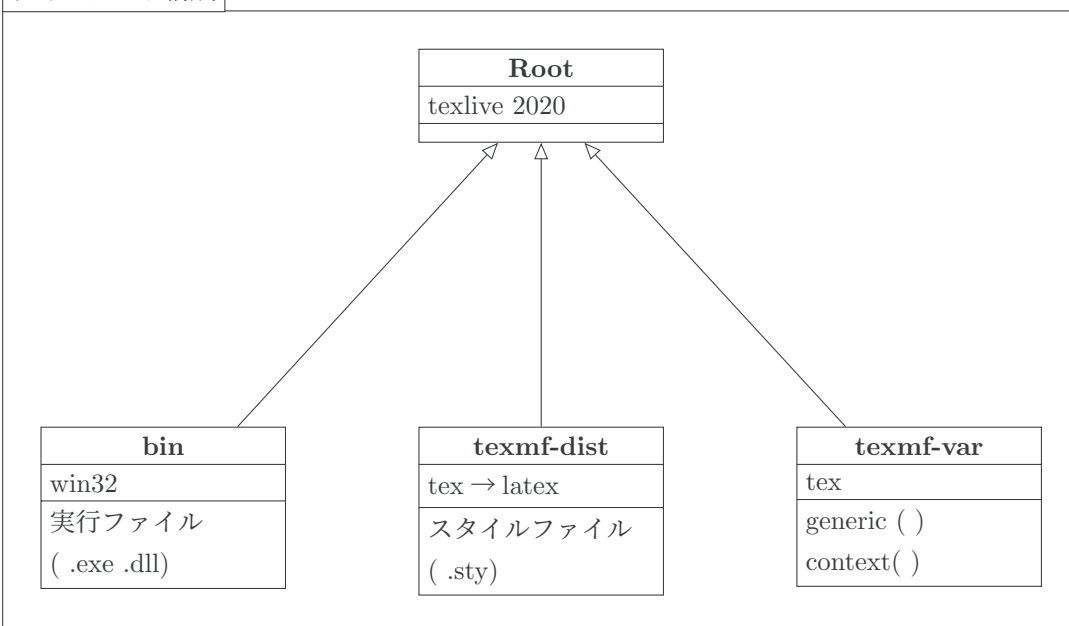 Root
texlive 2020
bin
win32
実行ファイル
( .exe .dll)
texmf-dist
tex → latex
スタイルファイル
( .sty)
texmf-var
tex
generic ( )
context( )